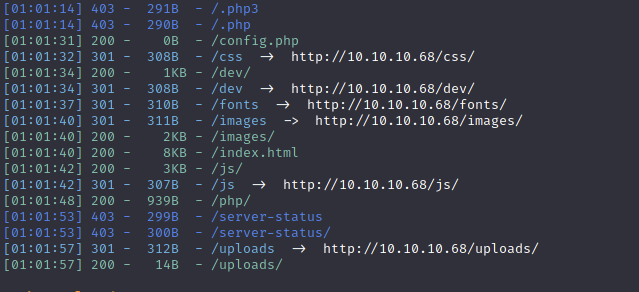 [01:01:14] 403 -  291B  - /.php3
[01:01:14] 403 -  290B  - /.php
[01:01:31] 200 -    0B  - /config.php
[01:01:32] 301 -  308B  - /css  ->  http://10.10.10.68/css/
[01:01:34] 200 -   1KB - /dev/
[01:01:34] 301 -  308B  - /dev  ->  http://10.10.10.68/dev/
[01:01:37] 301 -  310B  - /fonts  ->  http://10.10.10.68/fonts/
[01:01:40] 301 -  311B  - /images  ->  http://10.10.10.68/images/
[01:01:40] 200 -   2KB - /images/
[01:01:40] 200 -   8KB - /index.html
[01:01:42] 200 -   3KB - /js/
[01:01:42] 301 -  307B  - /js  ->  http://10.10.10.68/js/
[01:01:48] 200 -  939B  - /php/
[01:01:53] 403 -  299B  - /server-status
[01:01:53] 403 -  300B  - /server-status/
[01:01:57] 301 -  312B  - /uploads  ->  http://10.10.10.68/uploads/
[01:01:57] 200 -   14B  - /uploads/